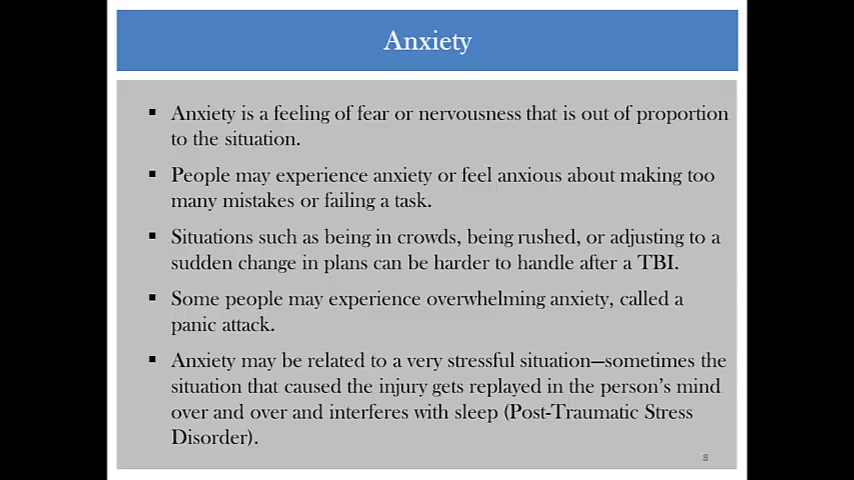 Anxiety
▪ Anxiety is a feeling of fear or nervousness that is out of proportion
to the situation.
▪ People may experience anxiety or feel anxious about making too
many mistakes or failing a task.
▪ Situations such as being in crowds, being rushed, or adjusting to a
sudden change in plans can be harder to handle after a TBI.
▪ Some people may experience overwhelming anxiety, called a
panic attack.
▪ Anxiety may be related to a very stressful situation—sometimes the
situation that caused the injury gets replayed in the person's mind
over and over and interferes with sleep (Post-Traumatic Stress
Disorder).
8